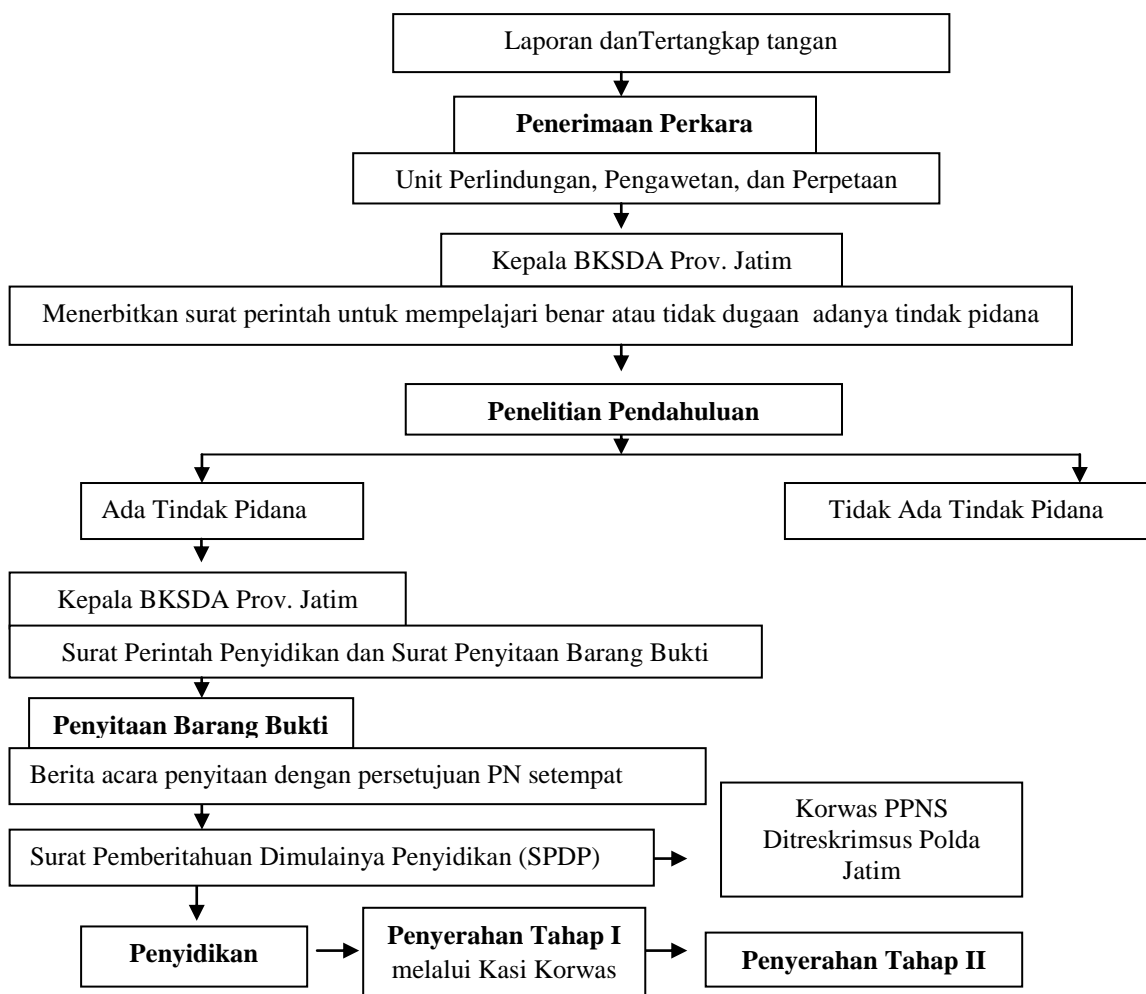 Laporan danTertangkap tangan
Penerimaan Perkara
Unit Perlindungan, Pengawetan, dan Perpetaan
Kepala BKSDA Prov. Jatim
Menerbitkan surat perintah untuk mempelajari benar atau tidak dugaan adanya tindak pidana
Penelitian Pendahuluan
Ada Tindak Pidana
Tidak Ada Tindak Pidana
Kepala BKSDA Prov. Jatim
Surat Perintah Penyidikan dan Surat Penyitaan Barang Bukti
Penyitaan Barang Bukti
Berita acara penyitaan dengan persetujuan PN setempat
Surat Pemberitahuan Dimulainya Penyidikan (SPDP)
Korwas PPNS
Ditreskrimsus Polda
Jatim
Penyidikan
Penyerahan Tahap I
melalui Kasi Korwas
Penyerahan Tahap II